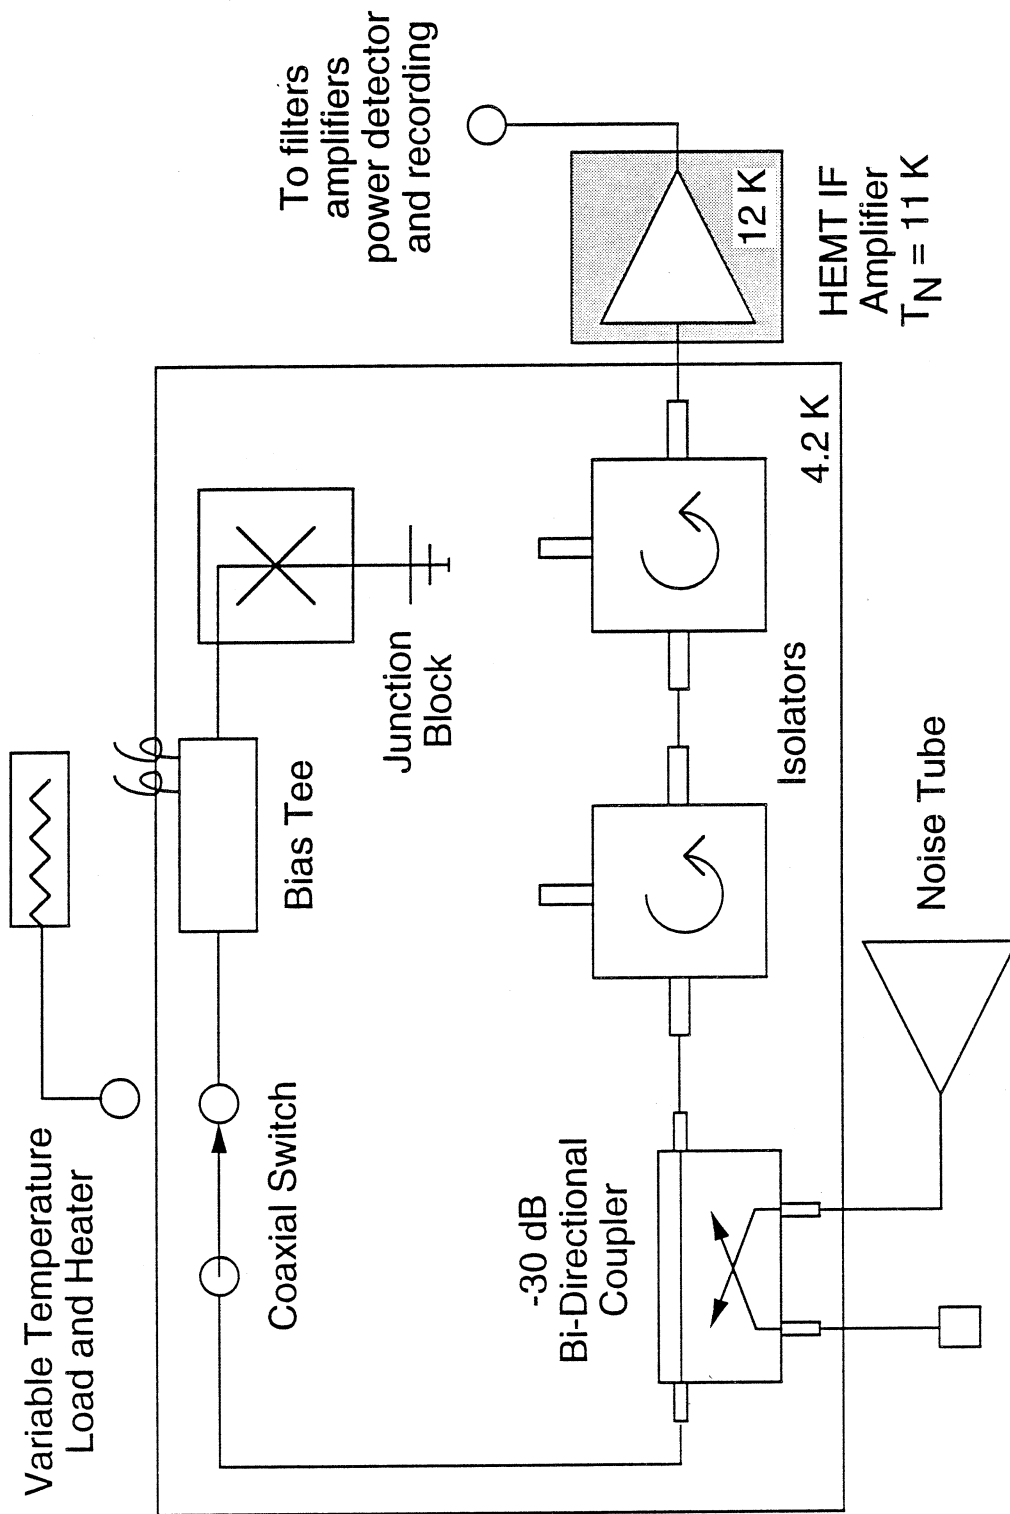 To filters
amplifiers
power detector
and recording
12 K
HEMT IF
Amplifier
TN = 11 K
4.2 K
Junction
Block
Isolators
Bias Tee
Noise Tube
Variable Temperature
Load and Heater
Coaxial Switch
-30 dB
Bi-Directional
Coupler